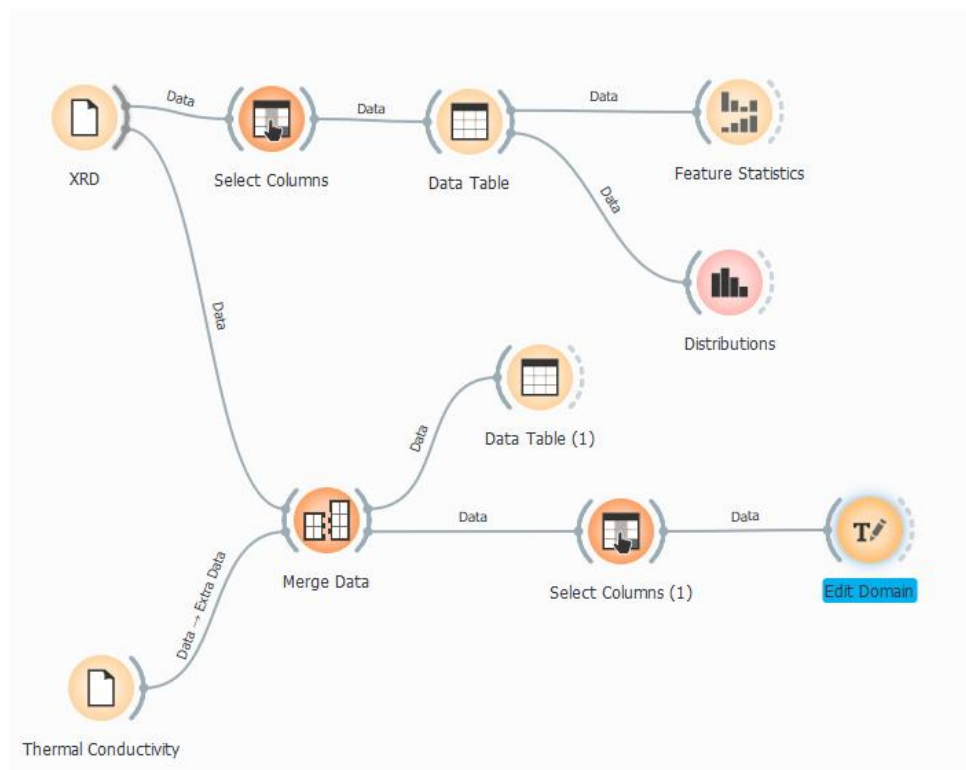 Data
Data
Data
XRD
Select Columns
Data Table
Feature Statistics
Data
Data
Distributions
Data
Data Table (1)
Data
Data
Merge Data
Select Columns (1)
Edit Domain
Data → Extra Data
Thermal Conductivity